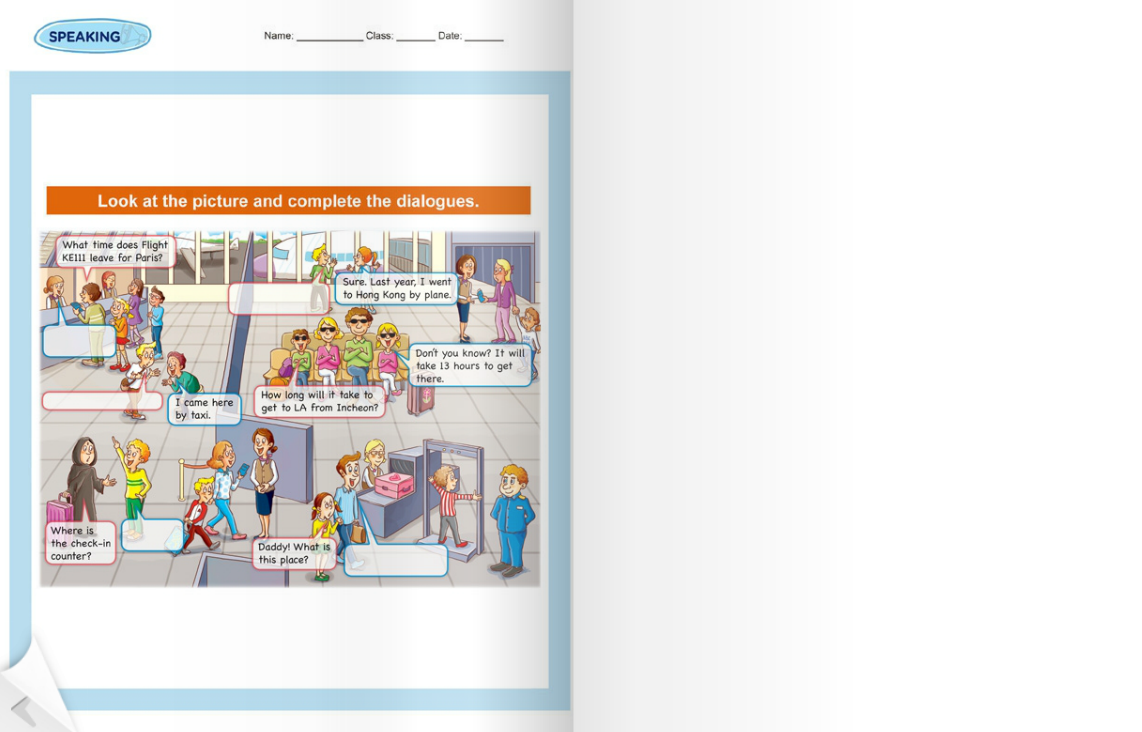 SPEAKING
Name: ____________ Class: _______ Date: _______
Look at the picture and complete the dialogues.
What time does Flight
KE111 leave for Paris?
Sure. Last year, I went
to Hong Kong by plane.
Don't you know? It will
take 13 hours to get
there.
I came here
by taxi.
How long will it take to
get to LA from Incheon?
Where is
the check-in
counter?
Daddy! What is
this place?